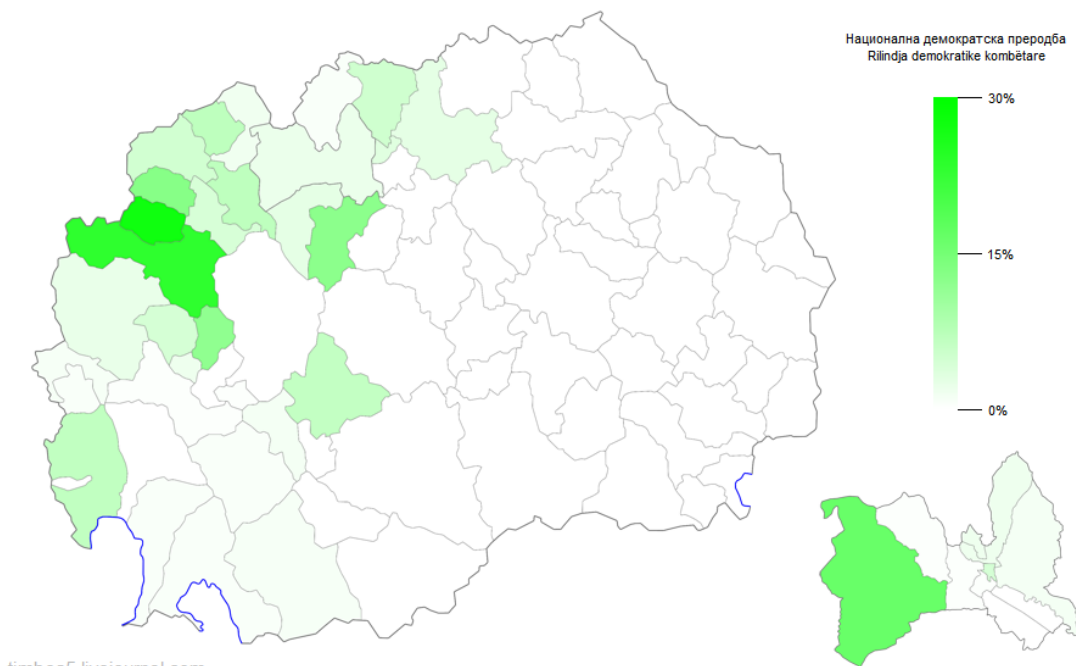 Национална демократска преродба
Rilindja demokratike kombëtare
30%
15%
0%